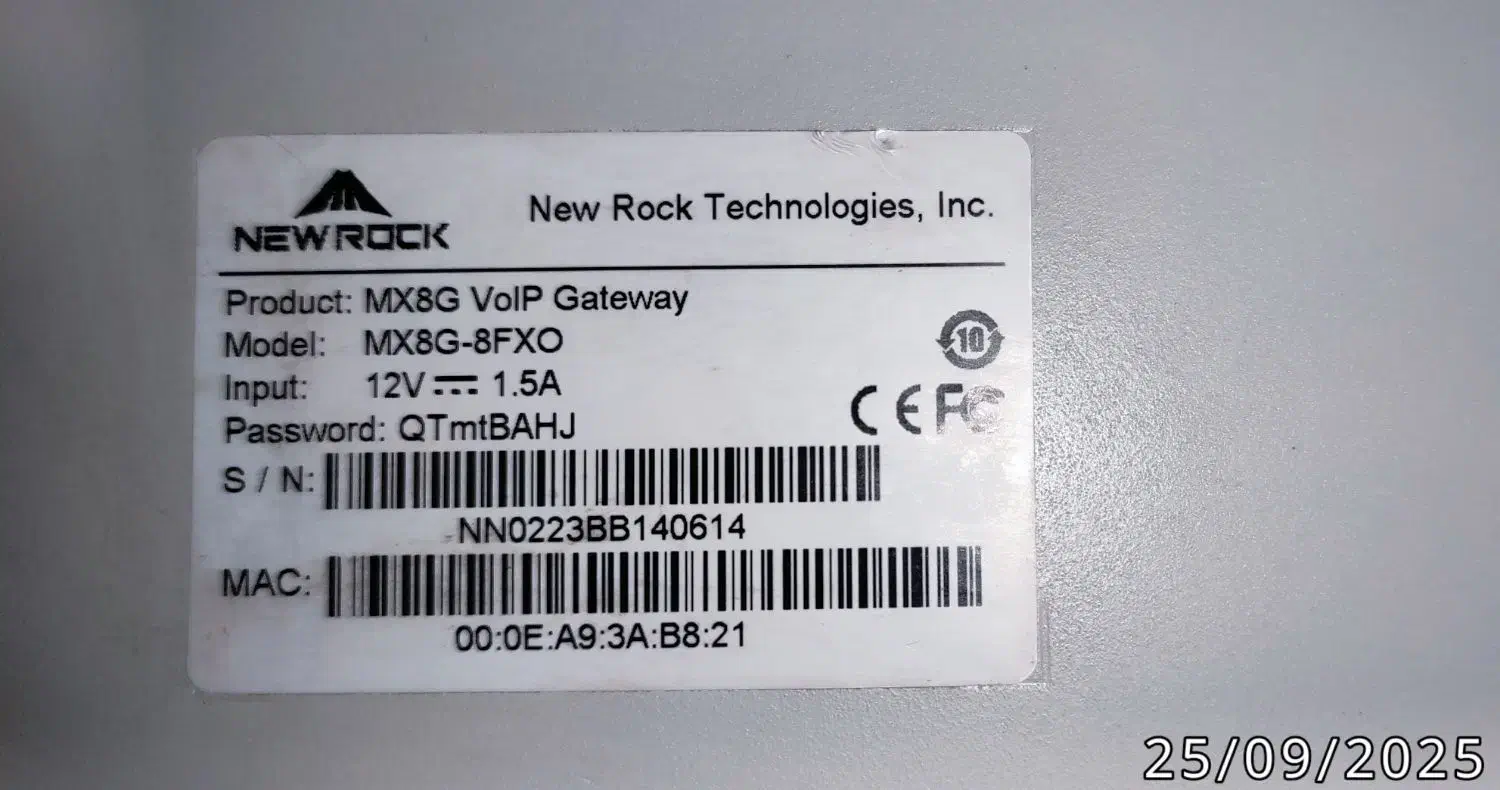 NEWROCK
New Rock Technologies, Inc.
Product: MX8G VoIP Gateway
Model: MX8G-8FXO
Input: 12V 1.5A
10
CE FC
Password: QTmtBAHJ
S / N:
NN0223BB140614
MAC:
00:0E:A9:3A:B8:21
25/09/2025